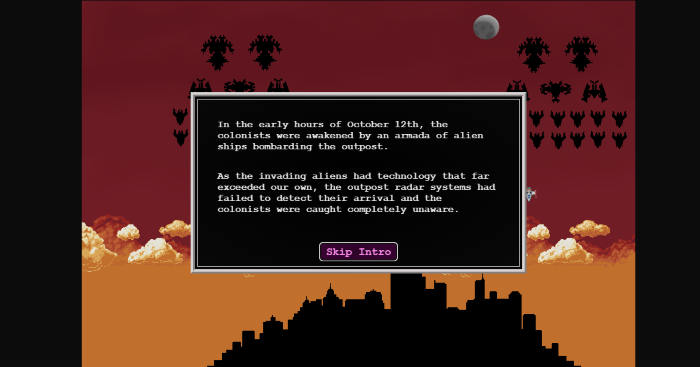 In the early hours of October 12th, the
colonists were awakened by an armada of alien
ships bombarding the outpost.
As the invading aliens had technology that far
exceeded our own, the outpost radar systems had
failed to detect their arrival and the
colonists were caught completely unaware.
Skip Intro